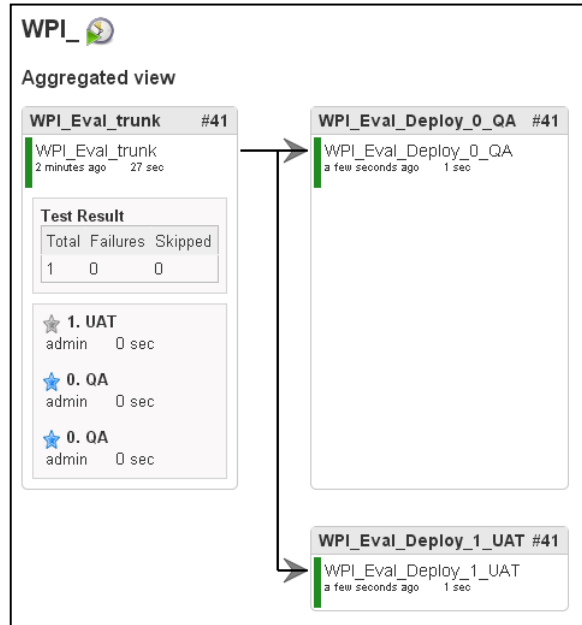 WPI_
Aggregated view
WPI_Eval_trunk #41
WPI_Eval_trunk
2 minutes ago 27 sec
Test Result
Total Failures Skipped
1 0 0
1. UAT
admin 0 sec
0. QA
admin 0 sec
0. QA
admin 0 sec
WPI_Eval_Deploy_0_QA #41
WPI_Eval_Deploy_0_QA
a few seconds ago 1 sec
WPI_Eval_Deploy_1_UAT #41
WPI_Eval_Deploy_1_UAT
a few seconds ago 1 sec